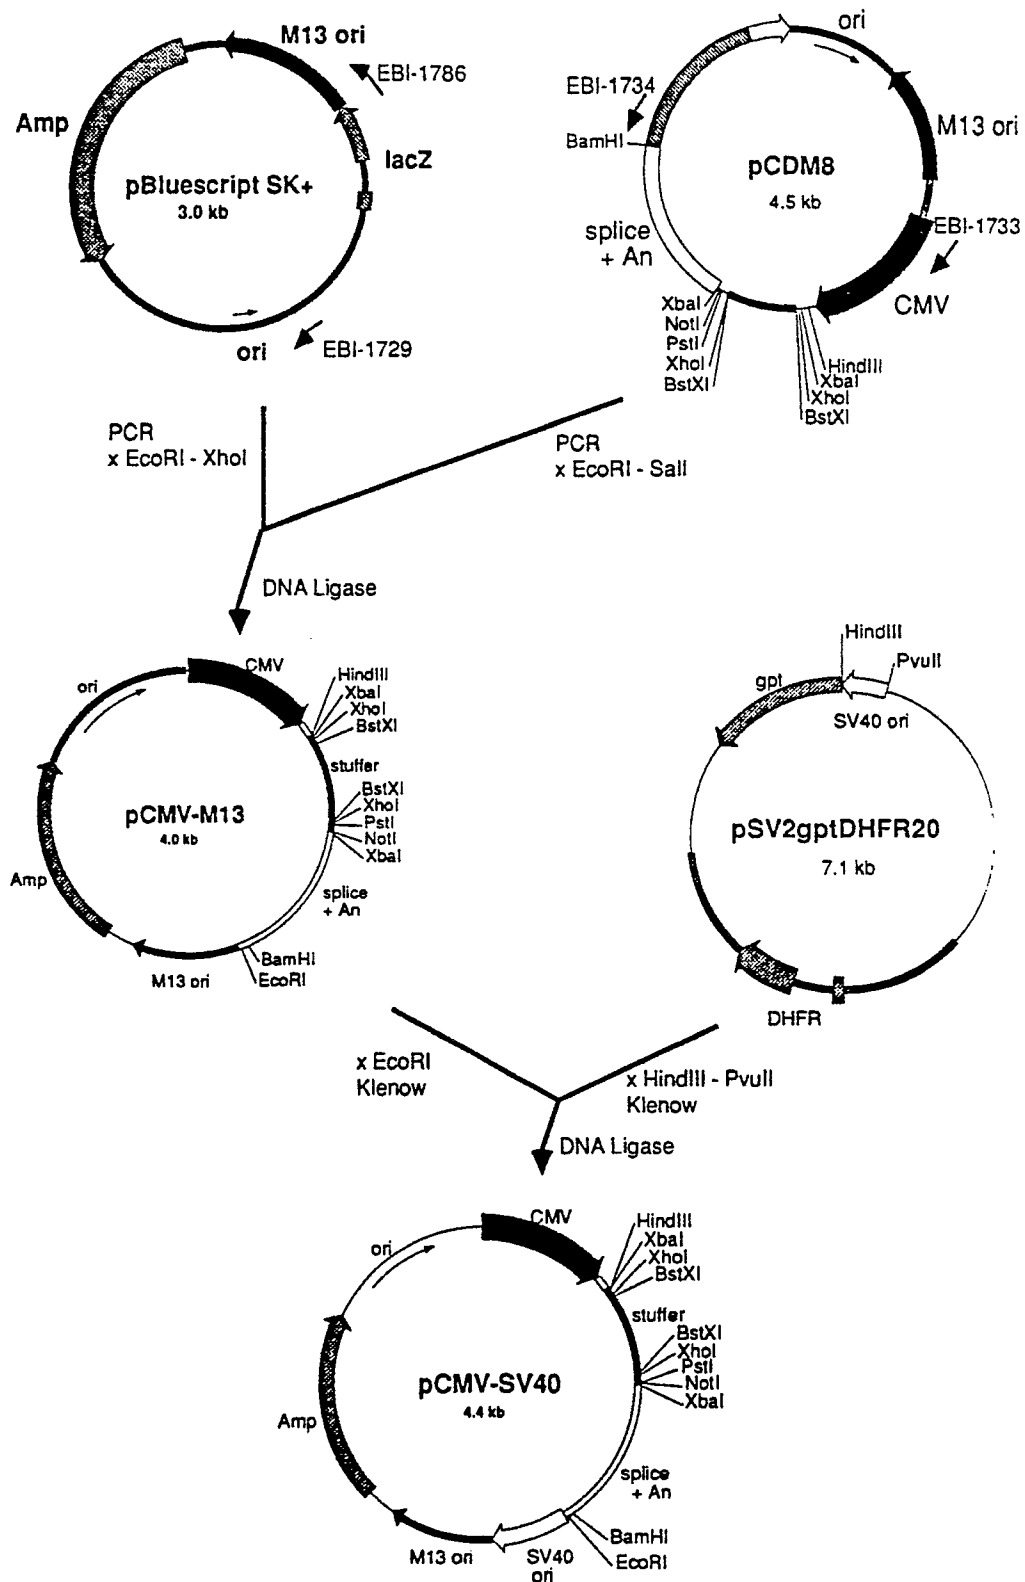 M13 ori
EBI-1786
Amp
lacZ
pBluescript SK+
3.0 kb
ori
EBI-1729
ori
EBI-1734
BamHI
M13 ori
pCDM8
4.5 kb
splice
+ An
EBI-1733
CMV
XbaI
NotI
PstI
XhoI
BstXI
HindIII
XbaI
XhoI
BstXI
PCR
x EcoRI - XhoI
PCR
x EcoRI - SalI
DNA Ligase
CMV
ori
HindIII
XbaI
XhoI
BstXI
stuffer
BstXI
XhoI
PstI
NotI
XbaI
pCMV-M13
4.0 kb
Amp
splice
+ An
BamHI
EcoRI
M13 ori
HindIII
PvuII
gpt
SV40 ori
pSV2gptDHFR20
7.1 kb
DHFR
x EcoRI
Klenow
x HindIII - PvuII
Klenow
DNA Ligase
CMV
ori
HindIII
XbaI
XhoI
BstXI
stuffer
BstXI
XhoI
PstI
NotI
XbaI
pCMV-SV40
4.4 kb
Amp
splice
+ An
BamHI
EcoRI
M13 ori
SV40
ori